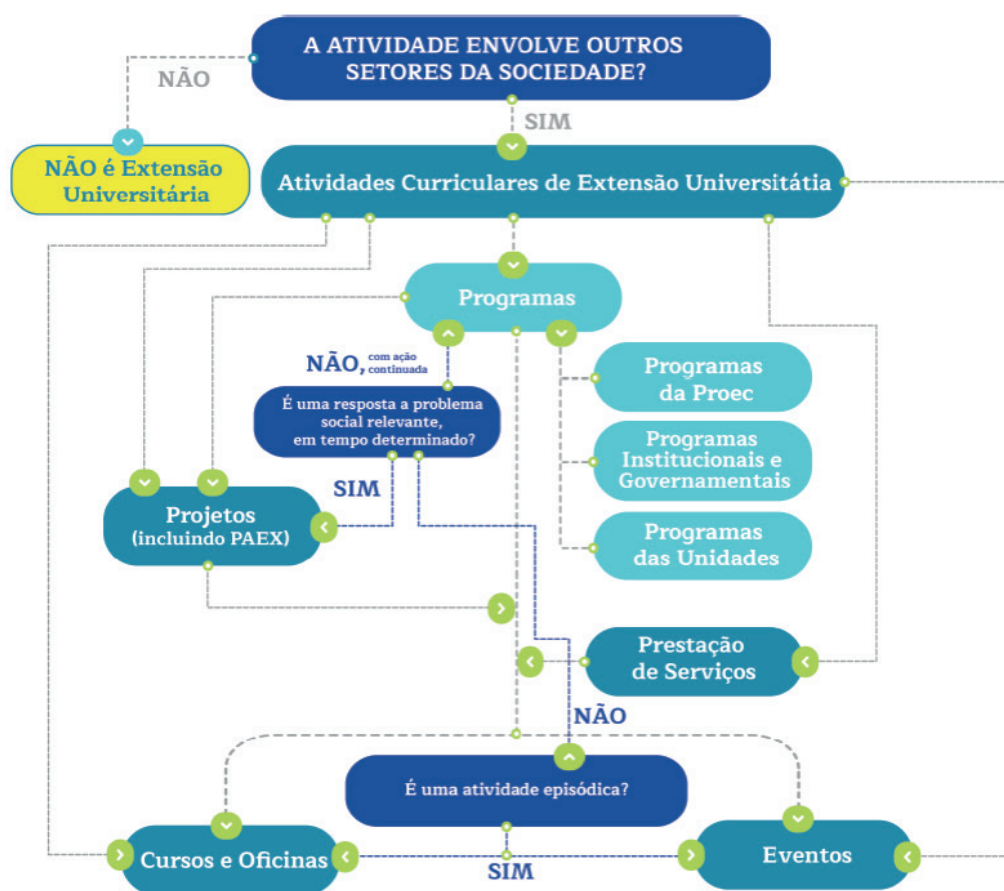 A ATIVIDADE ENVOLVE OUTROS
SETORES DA SOCIEDADE?
NÃO
SIM
NÃO é Extensão
Universitária
Atividades Curriculares de Extensão Universitátia
Programas
NÃO, com ação
continuada
Programas
da Proec
É uma resposta a problema
social relevante,
em tempo determinado?
Programas
Institucionais e
Governamentais
SIM
Projetos
(incluindo PAEX)
Programas
das Unidades
Prestação
de Serviços
NÃO
É uma atividade episódica?
Cursos e Oficinas
SIM
Eventos